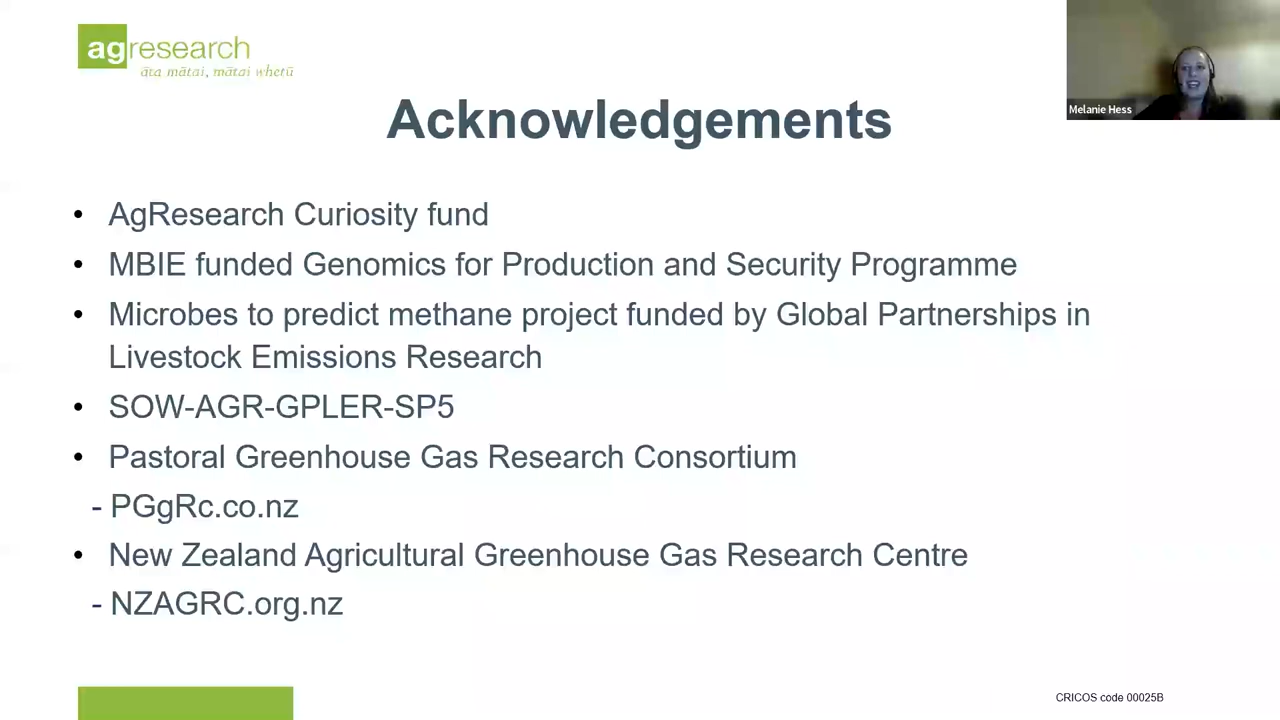 agresearch
āta mātai, mātai whetū
Melanie Hess
Acknowledgements
• AgResearch Curiosity fund
• MBIE funded Genomics for Production and Security Programme
• Microbes to predict methane project funded by Global Partnerships in
Livestock Emissions Research
• SOW-AGR-GPLER-SP5
• Pastoral Greenhouse Gas Research Consortium
- PGgRc.co.nz
• New Zealand Agricultural Greenhouse Gas Research Centre
- NZAGRC.org.nz
CRICOS code 00025B